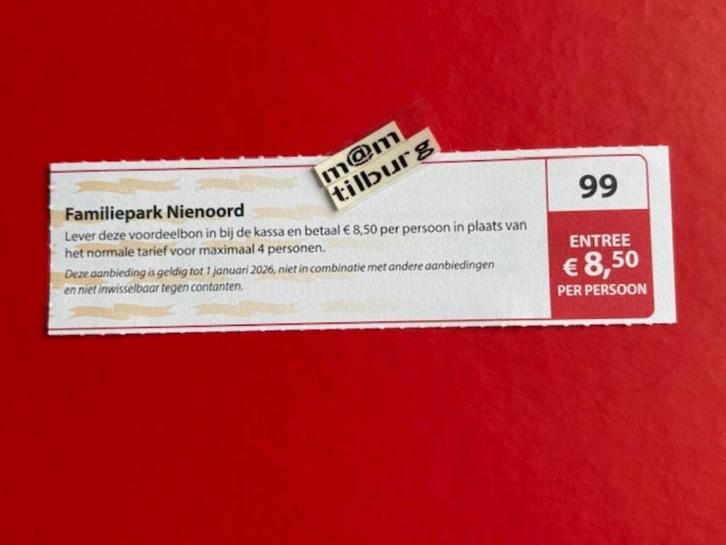 m@m
tilburg
Familiepark Nienoord
Lever deze voordeelbon in bij de kassa en betaal € 8,50 per persoon in plaats van
het normale tarief voor maximaal 4 personen.
Deze aanbieding is geldig tot 1 januari 2026, niet in combinatie met andere aanbiedingen
en niet inwisselbaar tegen contanten.
99
ENTREE
€ 8,50
PER PERSOON